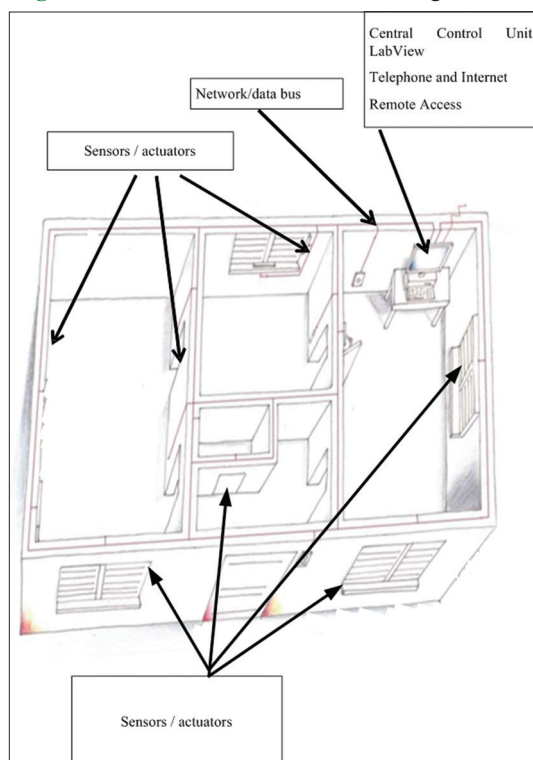 Central Control Unit
LabView
Telephone and Internet
Remote Access
Network/data bus
Sensors / actuators
Sensors / actuators